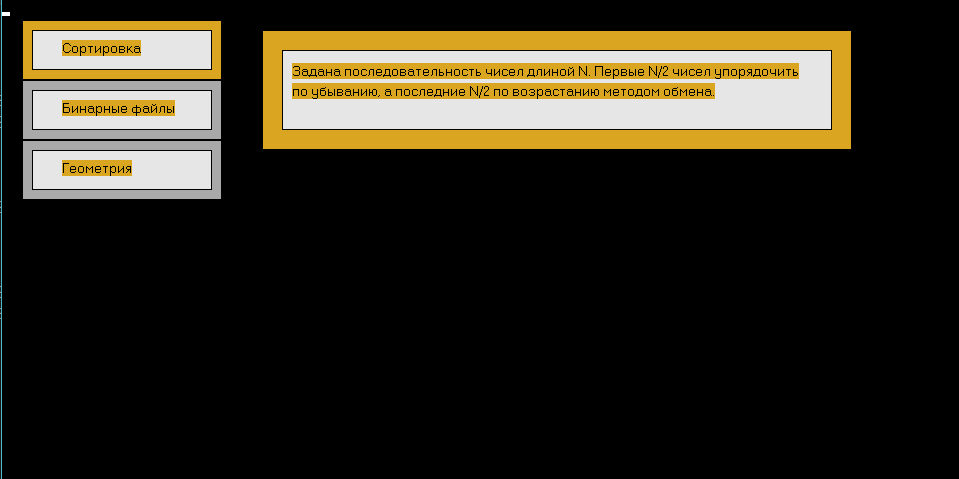 Сортировка
Бинарные файлы
Геометрия
Задана последовательность чисел длиной N. Первые N/2 чисел упорядочить
по убыванию, а последние N/2 по возрастанию методом обмена.